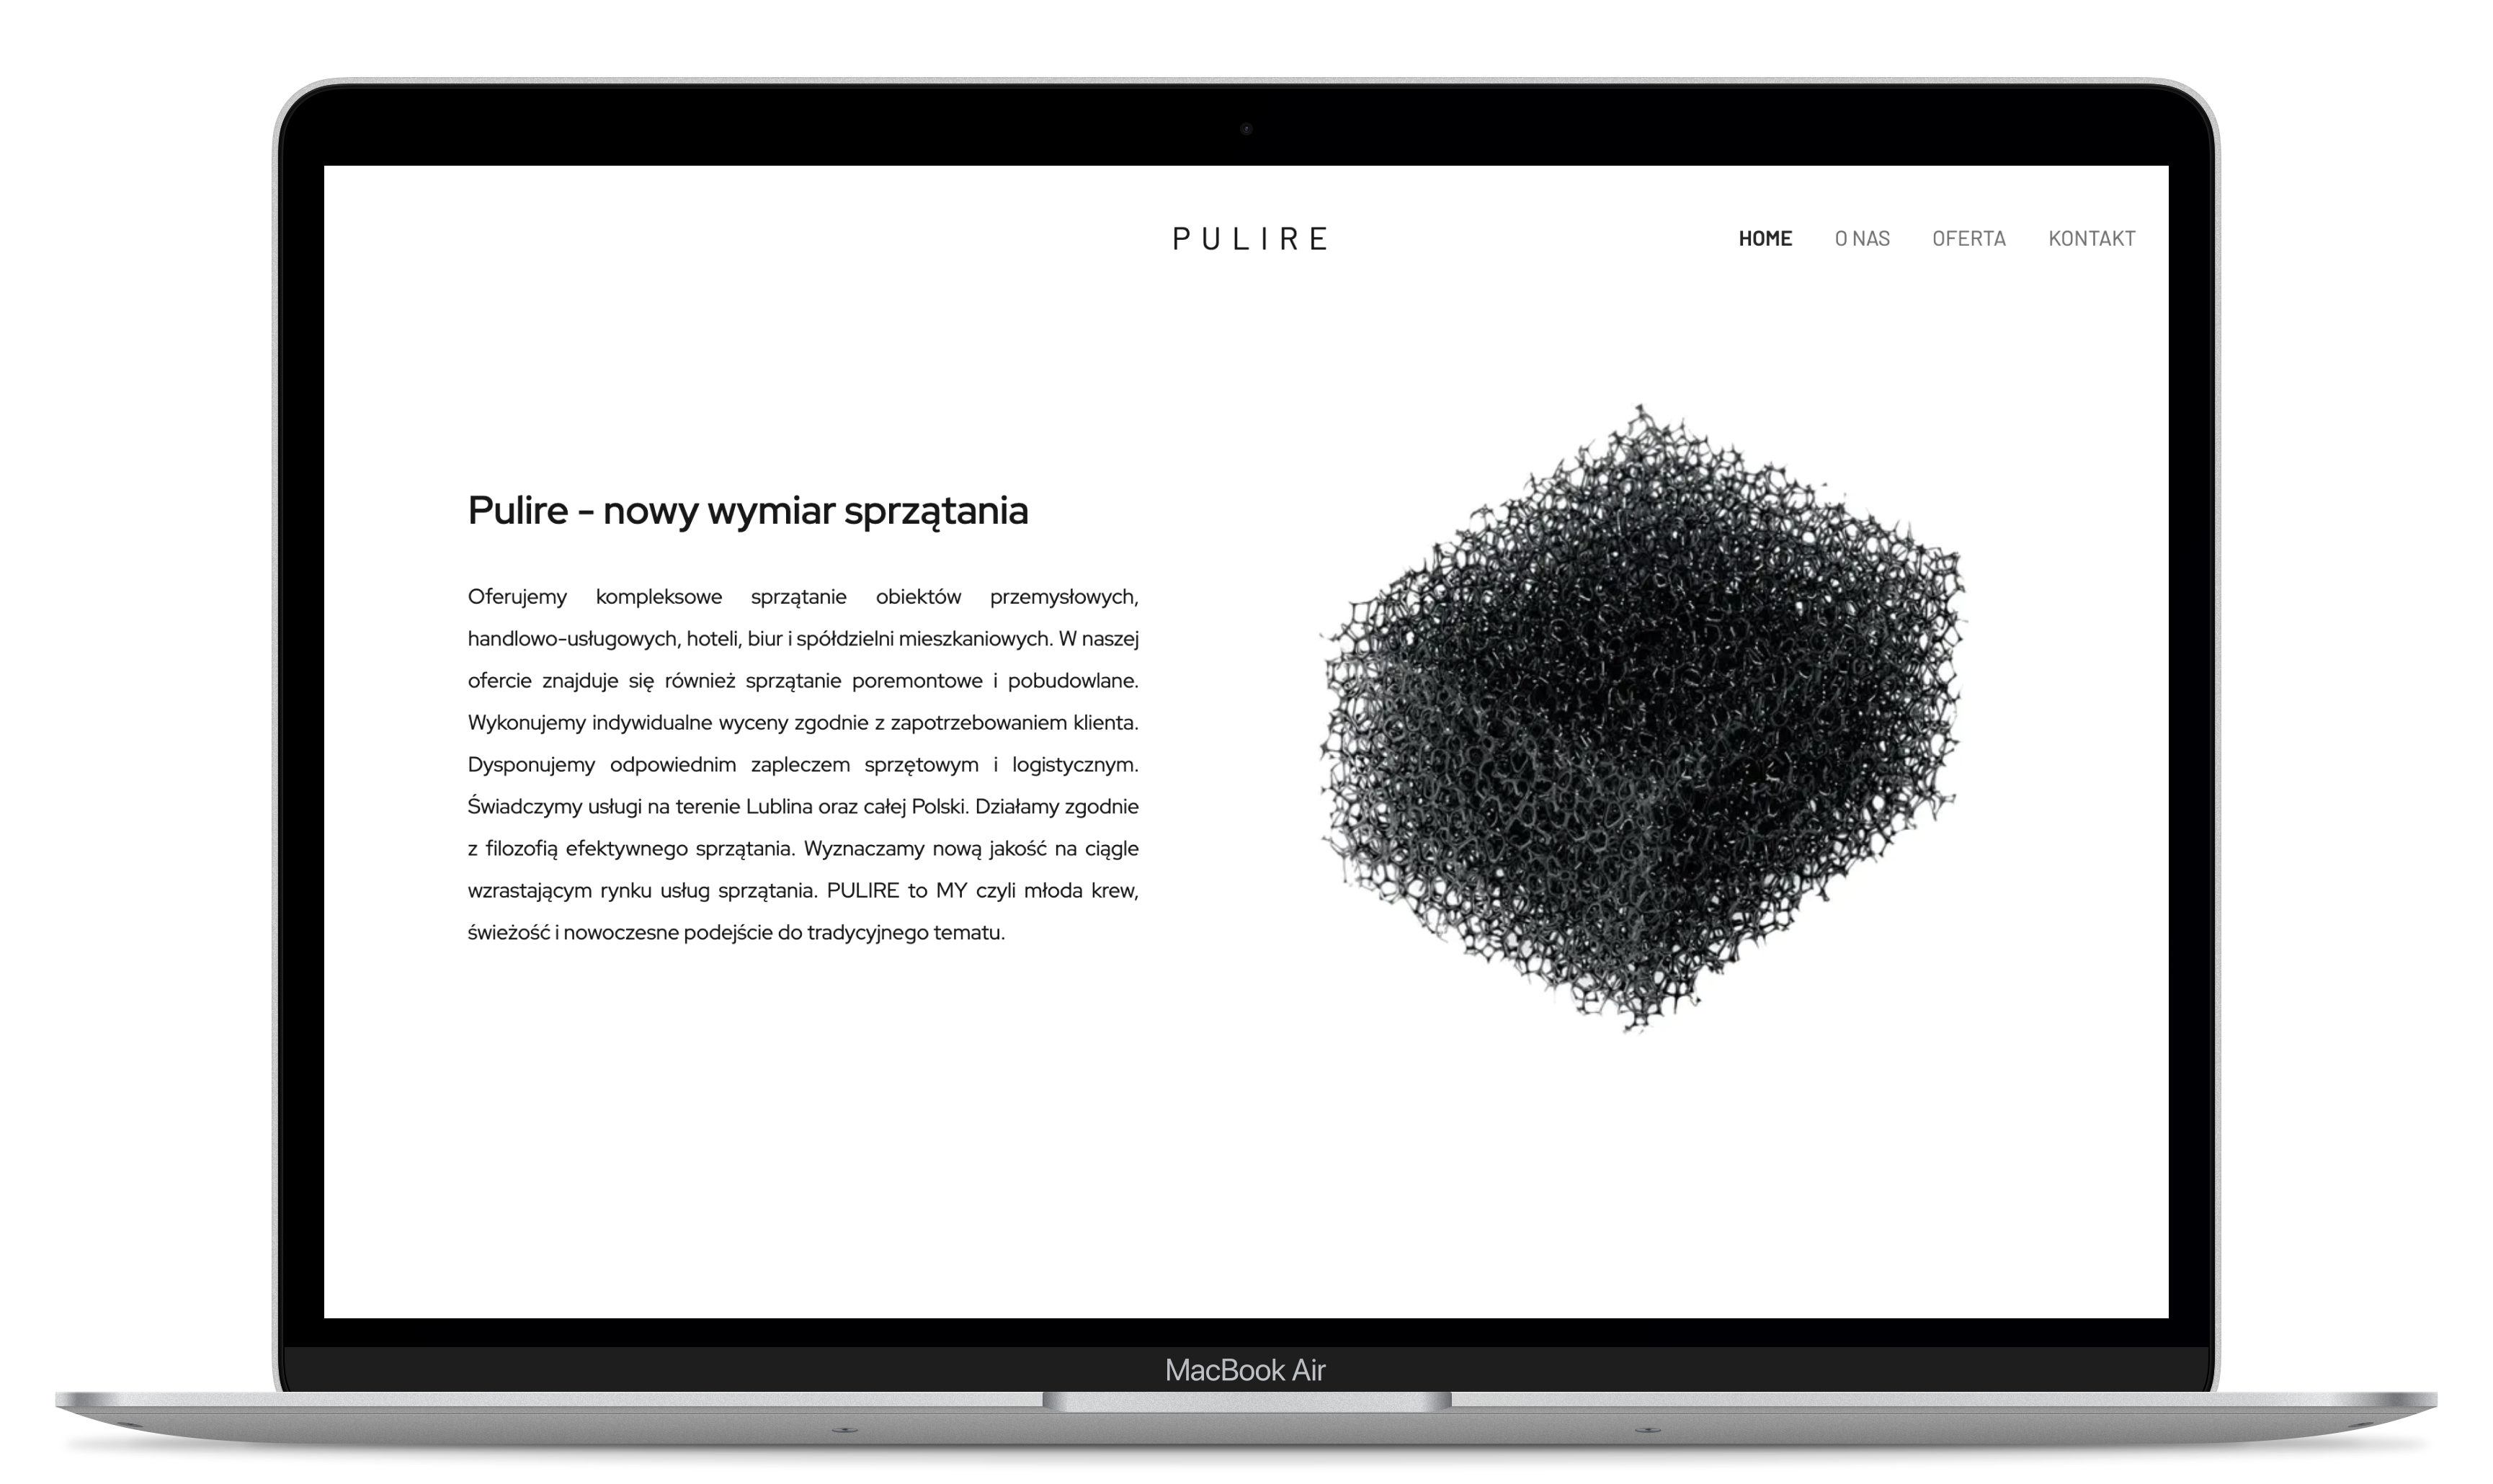 PULIRE
HOME O NAS OFERTA KONTAKT
Pulire - nowy wymiar sprzątania
Oferujemy kompleksowe sprzątanie obiektów przemysłowych,
handlowo-usługowych, hoteli, biur i spółdzielni mieszkaniowych. W naszej
ofercie znajduje się również sprzątanie poremontowe i pobudowlane.
Wykonujemy indywidualne wyceny zgodnie z zapotrzebowaniem klienta.
Dysponujemy odpowiednim zapleczem sprzętowym i logistycznym.
Świadczymy usługi na terenie Lublina oraz całej Polski. Działamy zgodnie
z filozofią efektywnego sprzątania. Wyznaczamy nową jakość na ciągle
wzrastającym rynku usług sprzątania. PULIRE to MY czyli młoda krew,
świeżość i nowoczesne podejście do tradycyjnego tematu.
MacBook Air